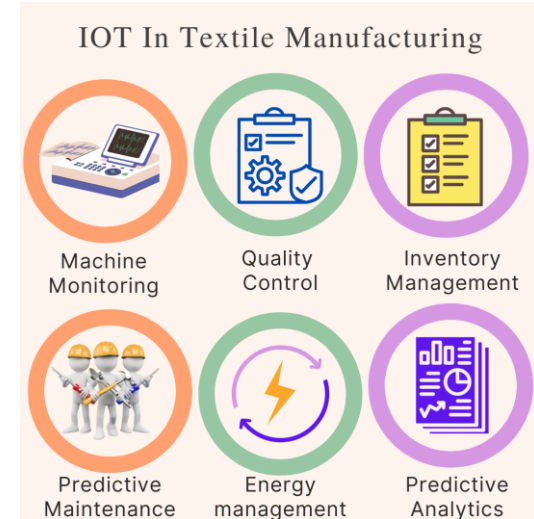 IOT In Textile Manufacturing
Machine
Monitoring
Quality
Control
Inventory
Management
Predictive
Maintenance
Energy
management
Predictive
Analytics